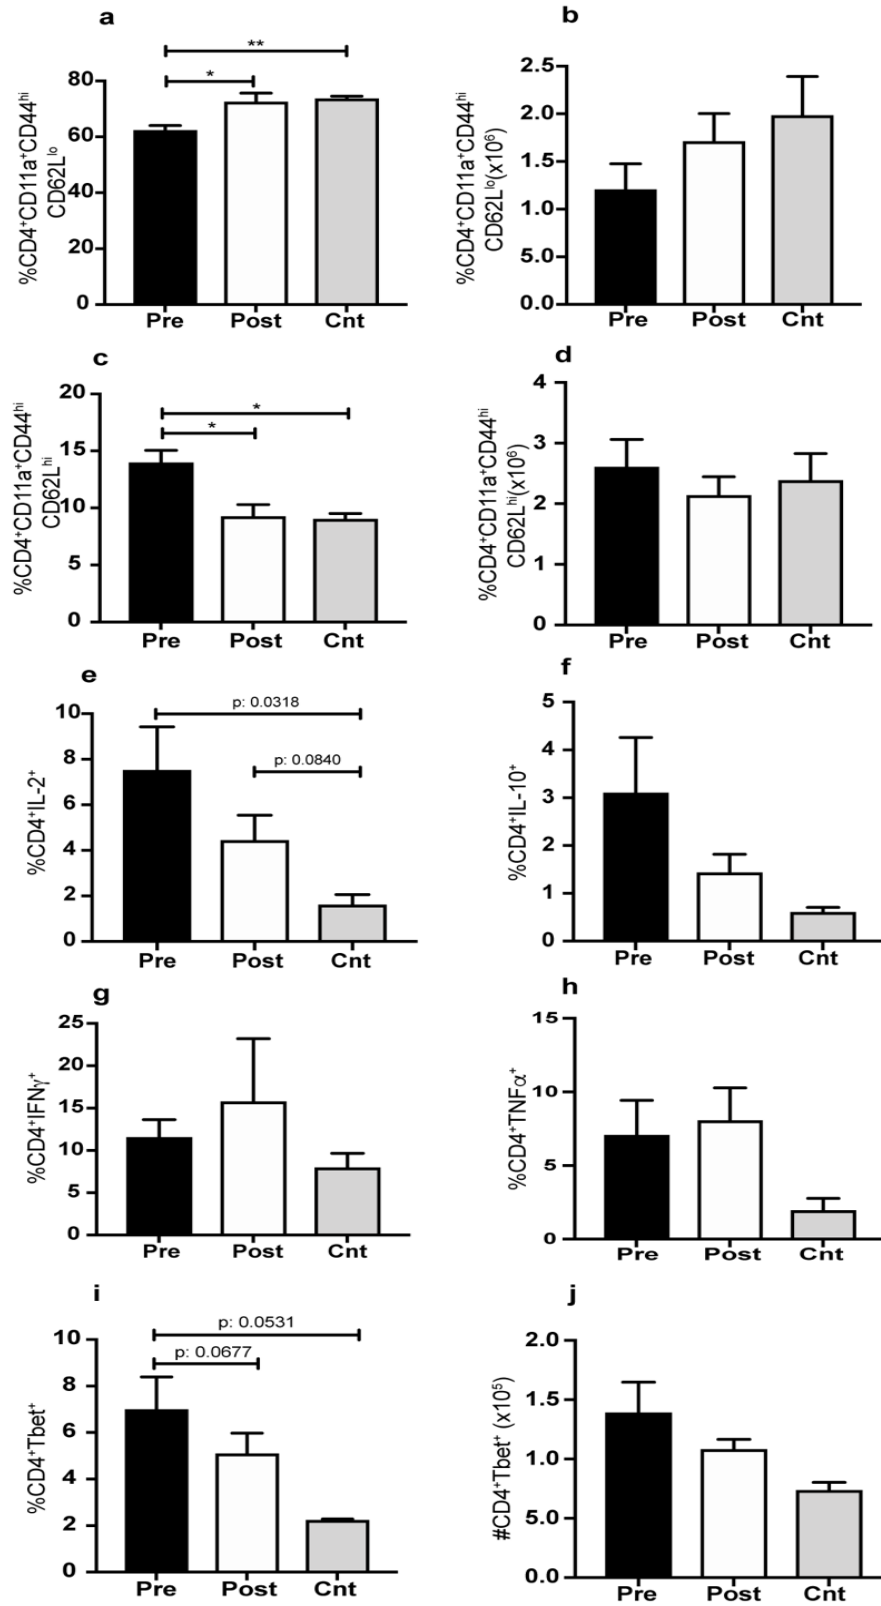 a
%CD4⁺CD11a⁺CD44ʰⁱ
CD62Lˡᵒ
**
*
80
60
40
20
0
Pre Post Cnt
b
%CD4⁺CD11a⁺CD44ʰⁱ
CD62Lˡᵒ(x10⁶)
2.5
2.0
1.5
1.0
5.0
0.0
Pre Post Cnt
c
%CD4⁺CD11a⁺CD44ʰⁱ
CD62Lʰⁱ
*
*
20
15
10
5
0
Pre Post Cnt
d
%CD4⁺CD11a⁺CD44ʰⁱ
CD62Lʰⁱ(x10⁶)
4
3
2
1
0
Pre Post Cnt
e
%CD4⁺IL-2⁺
p: 0.0318
p: 0.0840
10
8
6
4
2
0
Pre Post Cnt
f
%CD4⁺IL-10⁺
5
4
3
2
1
0
Pre Post Cnt
g
%CD4⁺IFNγ⁺
25
20
15
10
5
0
Pre Post Cnt
h
%CD4⁺TNFα⁺
15
10
5
0
Pre Post Cnt
i
%CD4⁺Tbet⁺
p: 0.0531
p: 0.0677
10
8
6
4
2
0
Pre Post Cnt
j
#CD4⁺Tbet⁺ (x10⁵)
2.0
1.5
1.0
5.0
0.0
Pre Post Cnt